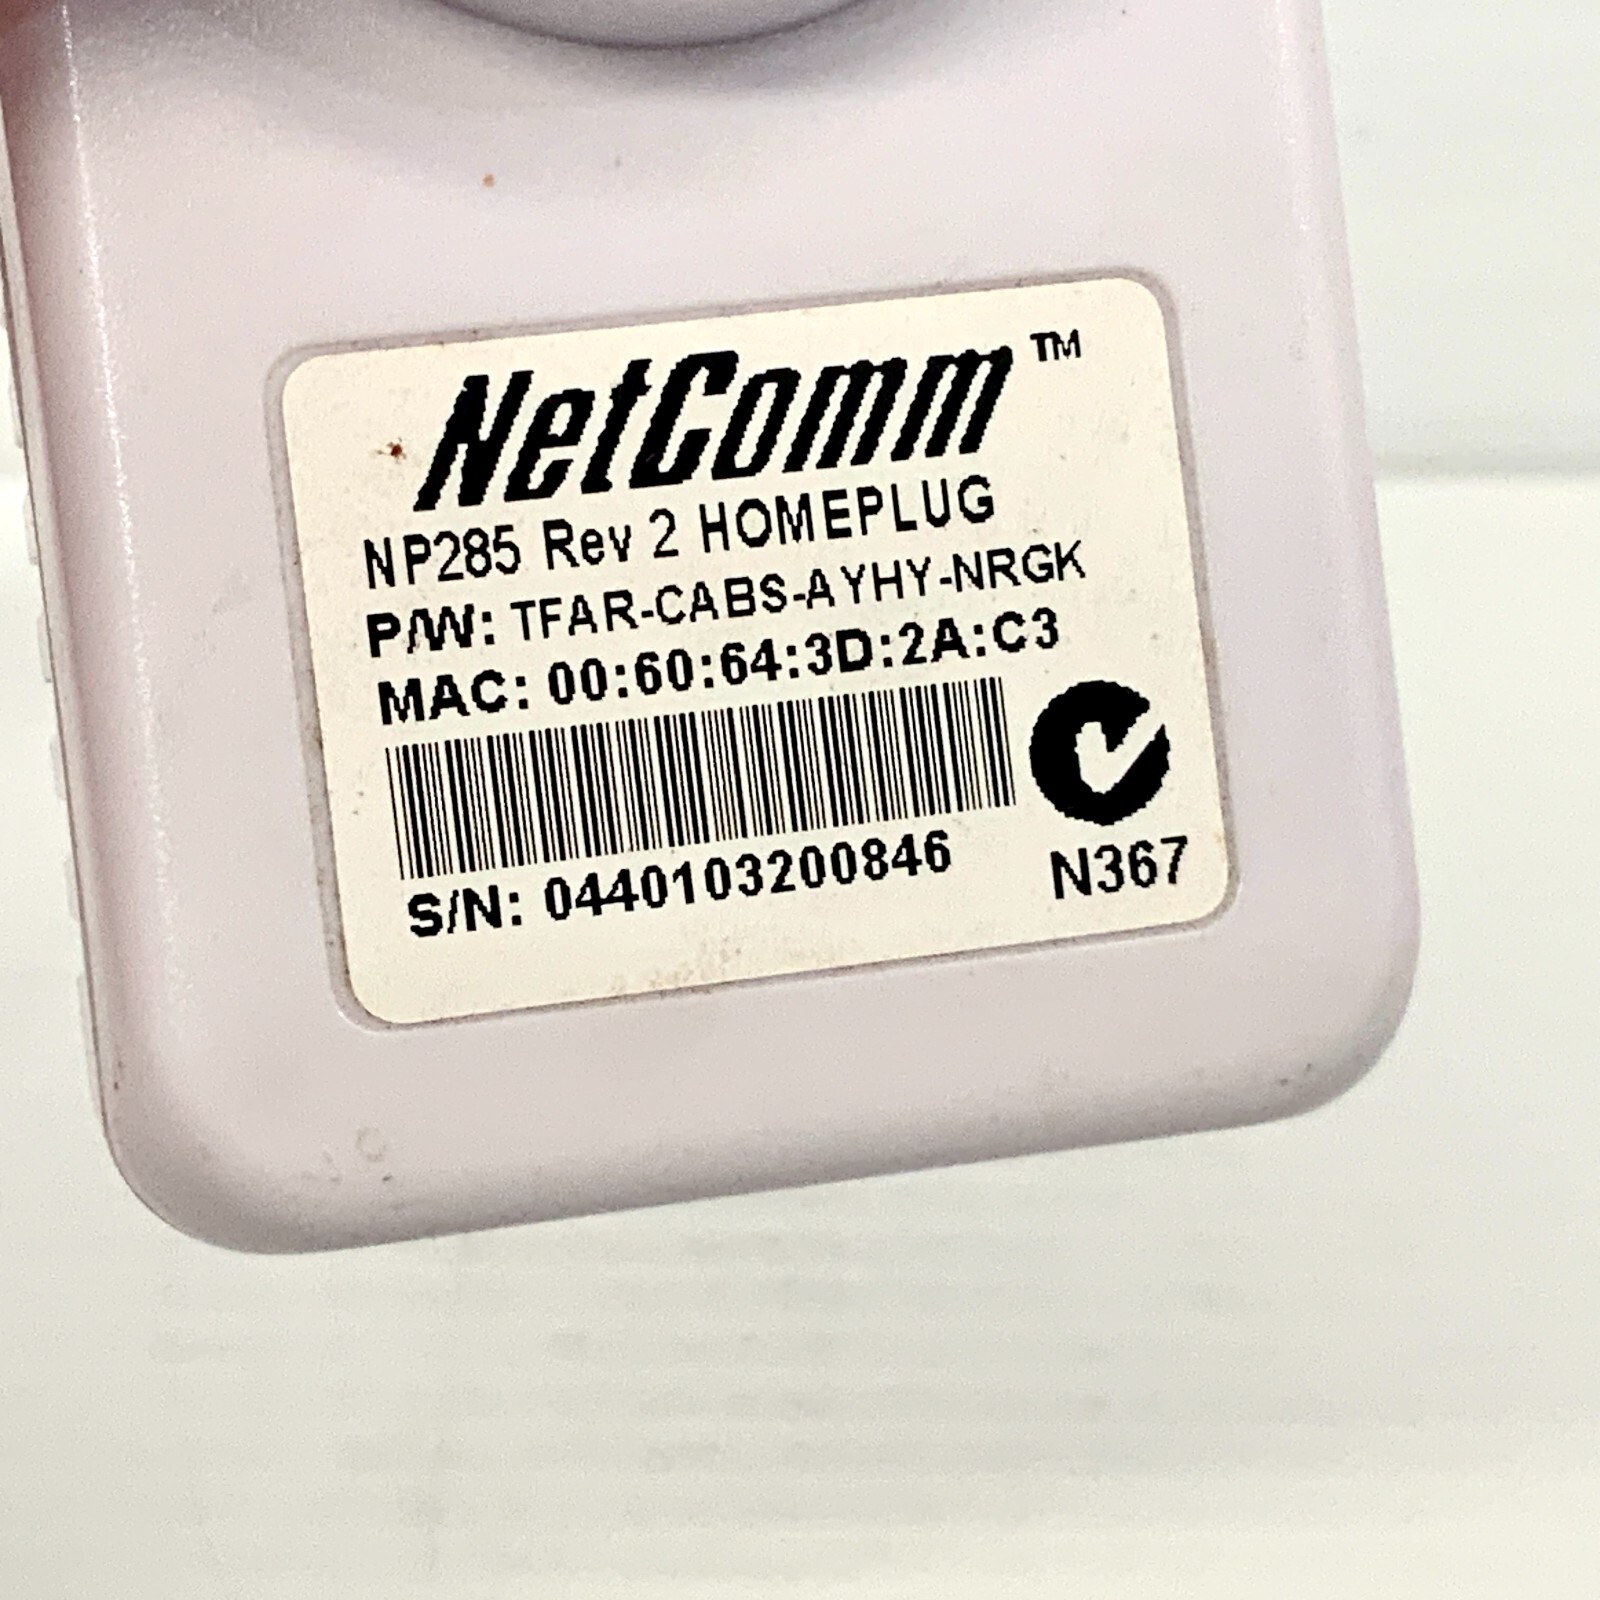 NetComm™
NP285 Rev 2 HOMEPLUG
P/W: TFAR-CABS-AYHY-NRGK
MAC: 00:60:64:3D:2A:C3
S/N: 0440103200846
N367